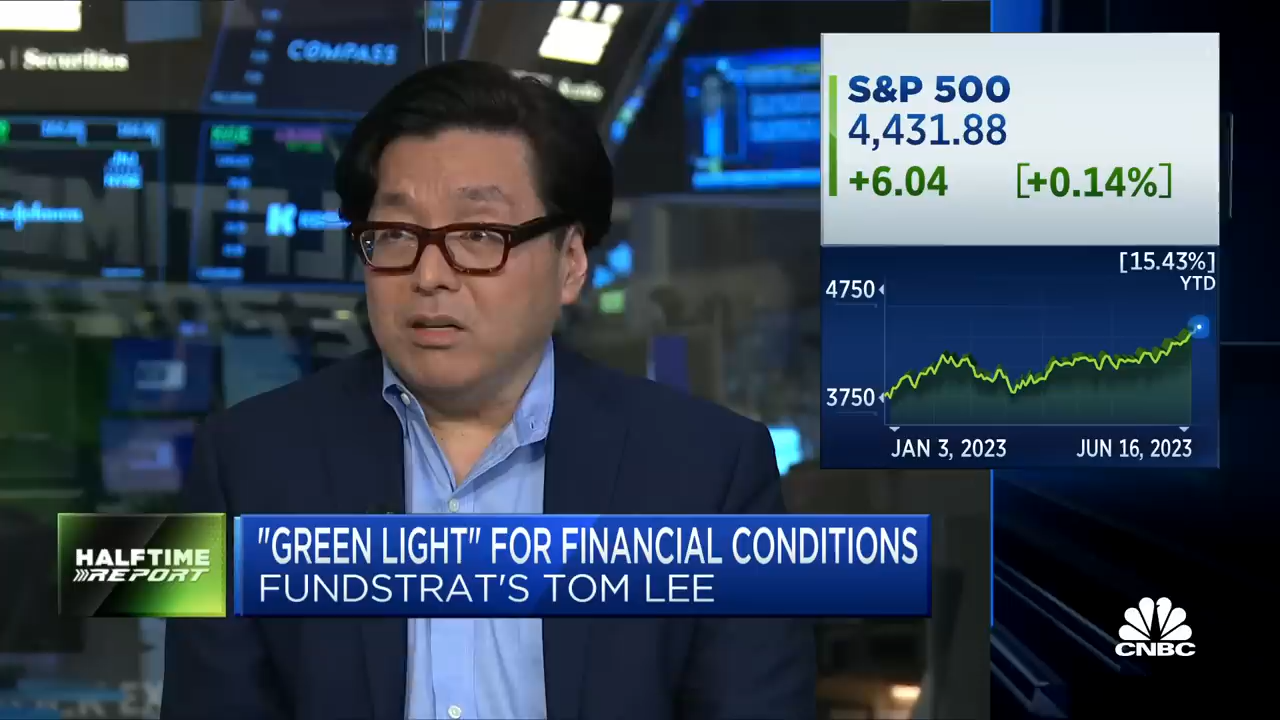 Securities
COMPASS
S&P 500
4,431.88
+6.04 [+0.14%]
[15.43%]
YTD
4750
3750
JAN 3, 2023 JUN 16, 2023
"GREEN LIGHT" FOR FINANCIAL CONDITIONS
FUNDSTRAT'S TOM LEE
HALFTIME
REPORT
CNBC